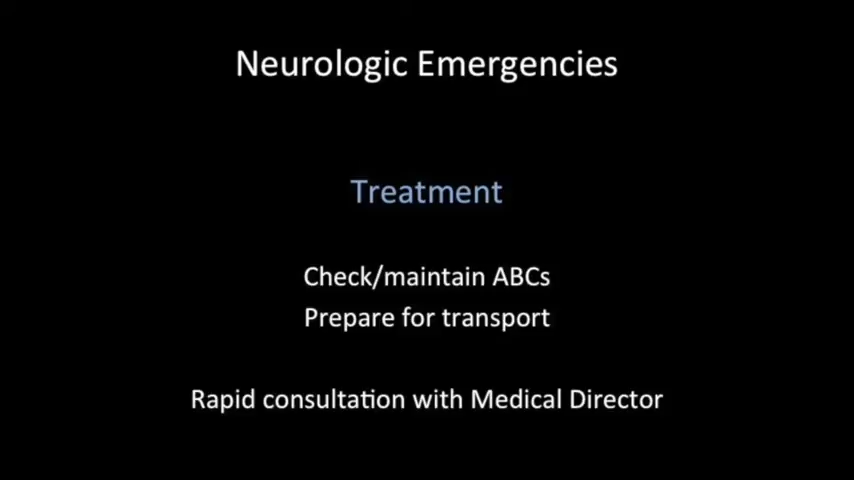 Neurologic Emergencies
Treatment
Check/maintain ABCs
Prepare for transport
Rapid consultation with Medical Director